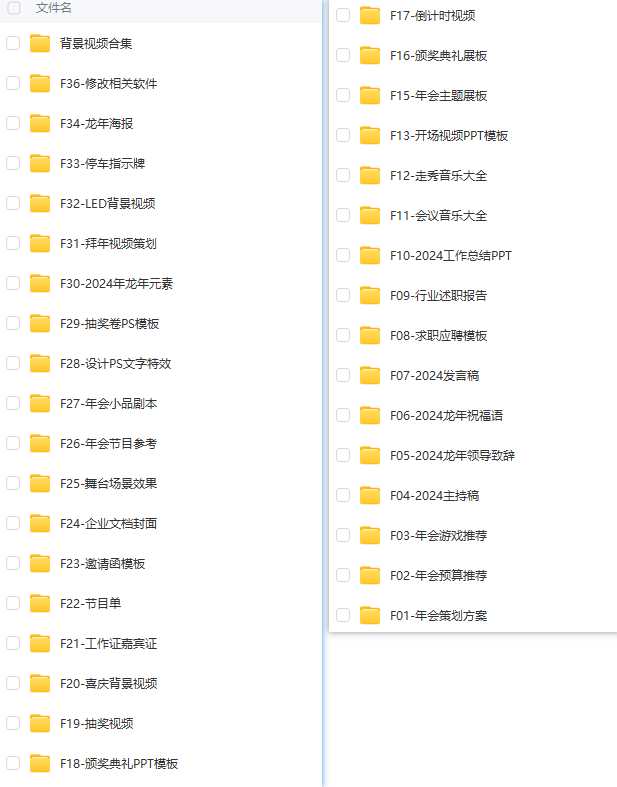 文件名
背景视频合集
F36-修改相关软件
F34-龙年海报
F33-停车指示牌
F32-LED背景视频
F31-拜年视频策划
F30-2024年龙年元素
F29-抽奖卷PS模板
F28-设计PS文字特效
F27-年会小品剧本
F26-年会节目参考
F25-舞台场景效果
F24-企业文档封面
F23-邀请函模板
F22-节目单
F21-工作证嘉宾证
F20-喜庆背景视频
F19-抽奖视频
F18-颁奖典礼PPT模板
F17-倒计时视频
F16-颁奖典礼展板
F15-年会主题展板
F13-开场视频PPT模板
F12-走秀音乐大全
F11-会议音乐大全
F10-2024工作总结PPT
F09-行业述职报告
F08-求职应聘模板
F07-2024发言稿
F06-2024龙年祝福语
F05-2024龙年领导致辞
F04-2024主持稿
F03-年会游戏推荐
F02-年会预算推荐
F01-年会策划方案